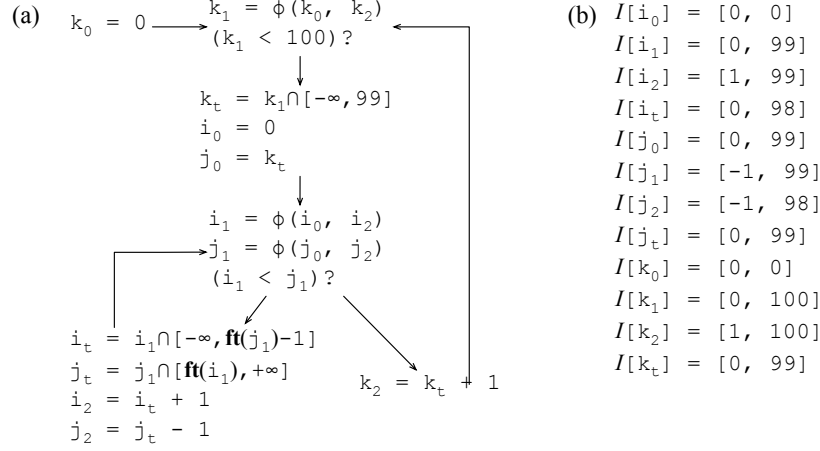 (a)
k₀ = 0
k₁ = ϕ(k₀, k₂)
(k₁ < 100)?
kₜ = k₁∩[-∞,99]
i₀ = 0
j₀ = kₜ
i₁ = ϕ(i₀, i₂)
j₁ = ϕ(j₀, j₂)
(i₁ < j₁)?
iₜ = i₁∩[-∞,ft(j₁)-1]
jₜ = j₁∩[ft(i₁),+∞]
i₂ = iₜ + 1
j₂ = jₜ - 1
k₂ = kₜ + 1
(b)
I[i₀] = [0, 0]
I[i₁] = [0, 99]
I[i₂] = [1, 99]
I[iₜ] = [0, 98]
I[j₀] = [0, 99]
I[j₁] = [-1, 99]
I[j₂] = [-1, 98]
I[jₜ] = [0, 99]
I[k₀] = [0, 0]
I[k₁] = [0, 100]
I[k₂] = [1, 100]
I[kₜ] = [0, 99]